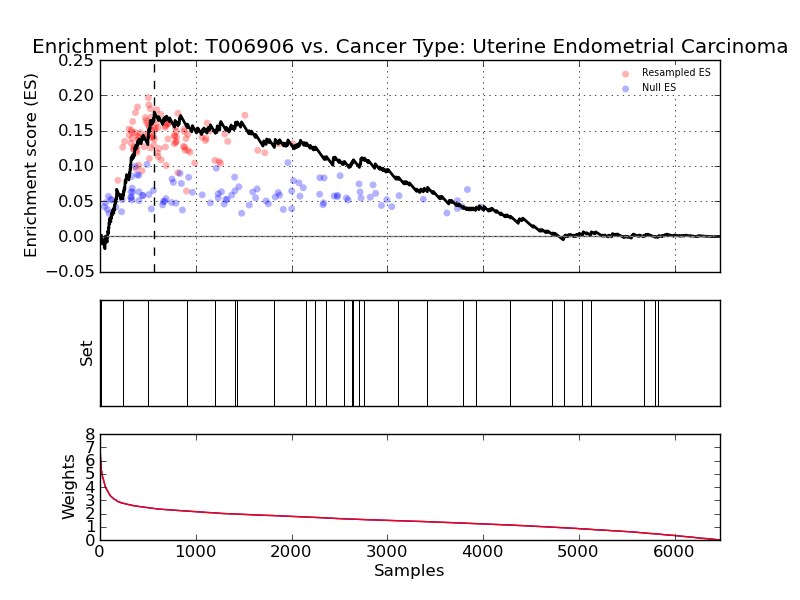 Enrichment plot: T006906 vs. Cancer Type: Uterine Endometrial Carcinoma
Enrichment score (ES)
0.25
0.20
0.15
0.10
0.05
0.00
−0.05
Resampled ES
Null ES
Set
Weights
8
7
6
5
4
3
2
1
0
0 1000 2000 3000 4000 5000 6000
Samples